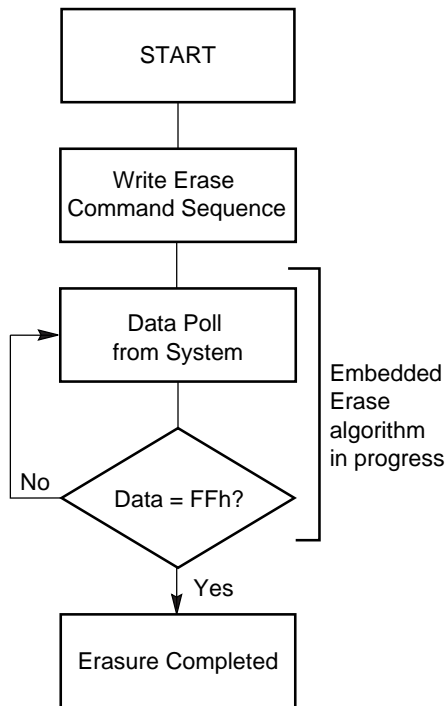 START
Write Erase
Command Sequence
Data Poll
from System
Embedded
Erase
algorithm
in progress
No
Data = FFh?
Yes
Erasure Completed